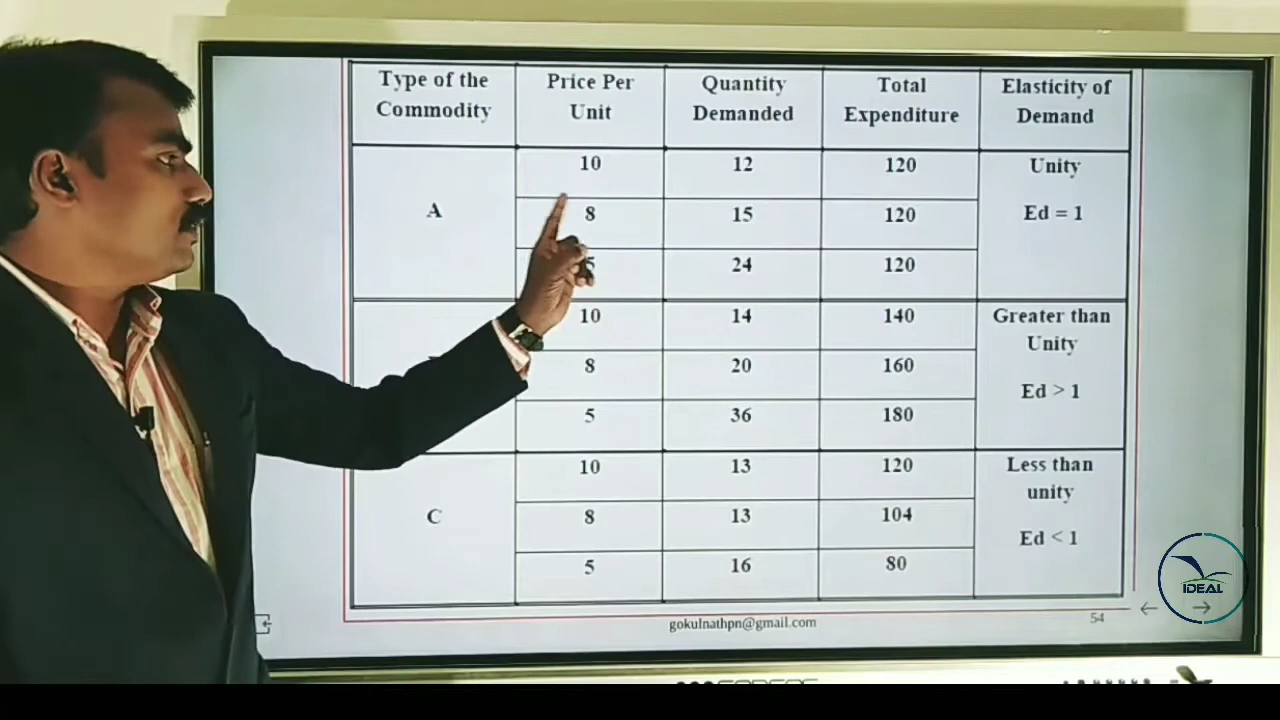 Type of the Commodity | Price Per Unit | Quantity Demanded | Total Expenditure | Elasticity of Demand
A | 10 | 12 | 120 | Unity
8 | 15 | 120 | Ed = 1
5 | 24 | 120
10 | 14 | 140 | Greater than Unity
8 | 20 | 160 | Ed > 1
5 | 36 | 180
C | 10 | 13 | 120 | Less than unity
8 | 13 | 104 | Ed < 1
5 | 16 | 80
gokulnathpn@gmail.com
54
IDEAL